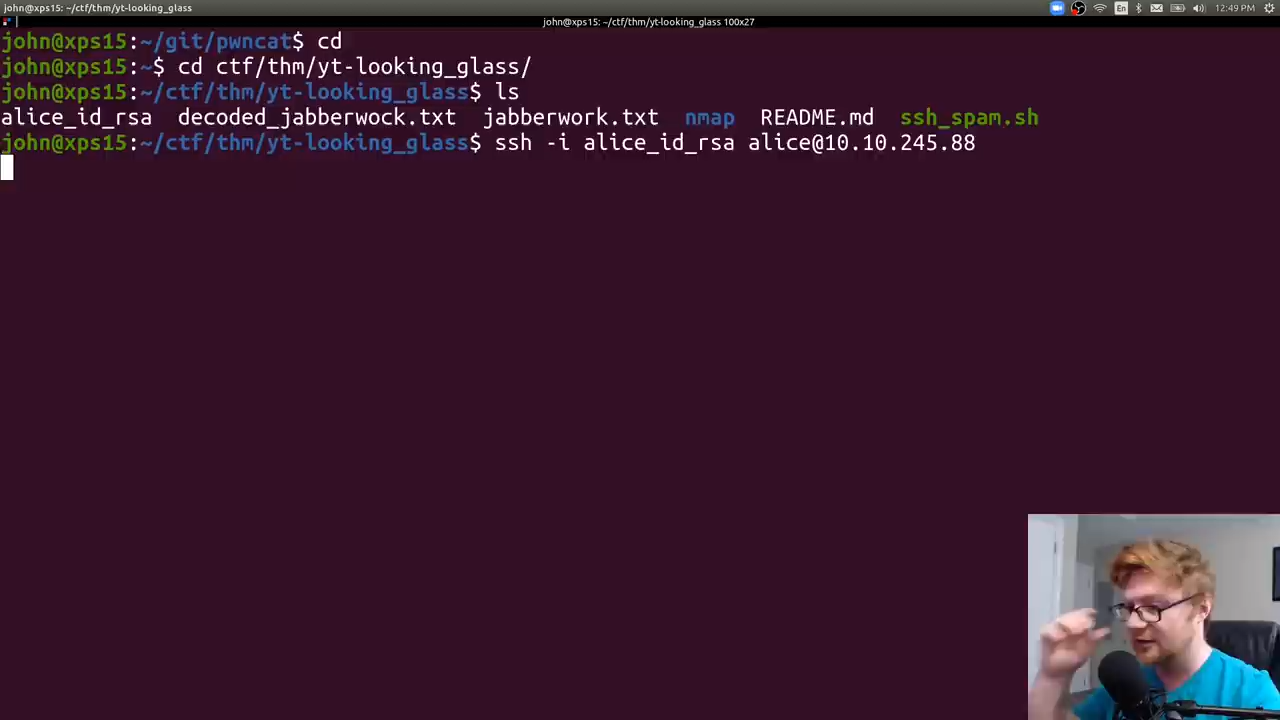 john@xps15: ~/ctf/thm/yt-looking_glass
En
12:49 PM
john@xps15: ~/ctf/thm/yt-looking_glass 100x27
john@xps15:~/git/pwncat$ cd
john@xps15:~$ cd ctf/thm/yt-looking_glass/
john@xps15:~/ctf/thm/yt-looking_glass$ ls
alice_id_rsa decoded_jabberwock.txt jabberwork.txt nmap README.md ssh_spam.sh
john@xps15:~/ctf/thm/yt-looking_glass$ ssh -i alice_id_rsa alice@10.10.245.88